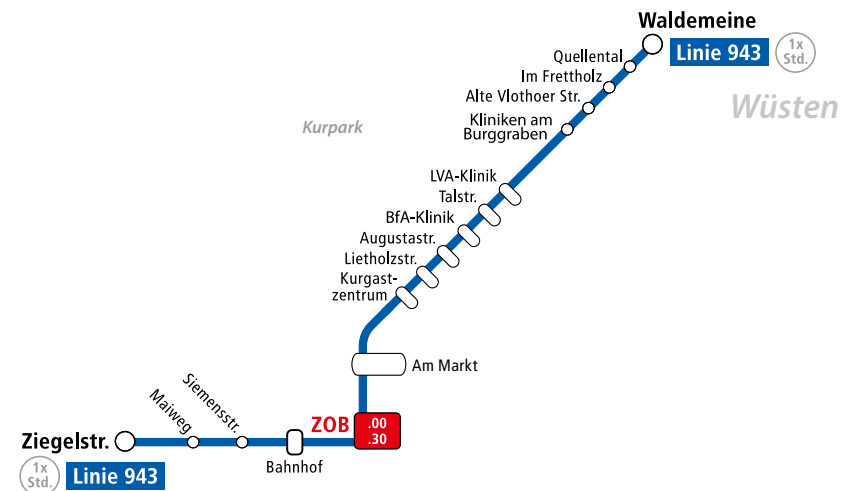 Waldemeine
Linie 943
1x
Std.
Quellental
Im Frettholz
Alte Vlothoer Str.
Kliniken am
Burggraben
Wüsten
Kurpark
LVA-Klinik
Talstr.
BfA-Klinik
Augustastr.
Lietholzstr.
Kurgast-
zentrum
Am Markt
ZOB
.00
.30
Siemensstr.
Maiweg
Ziegelstr.
Bahnhof
1x
Std.
Linie 943